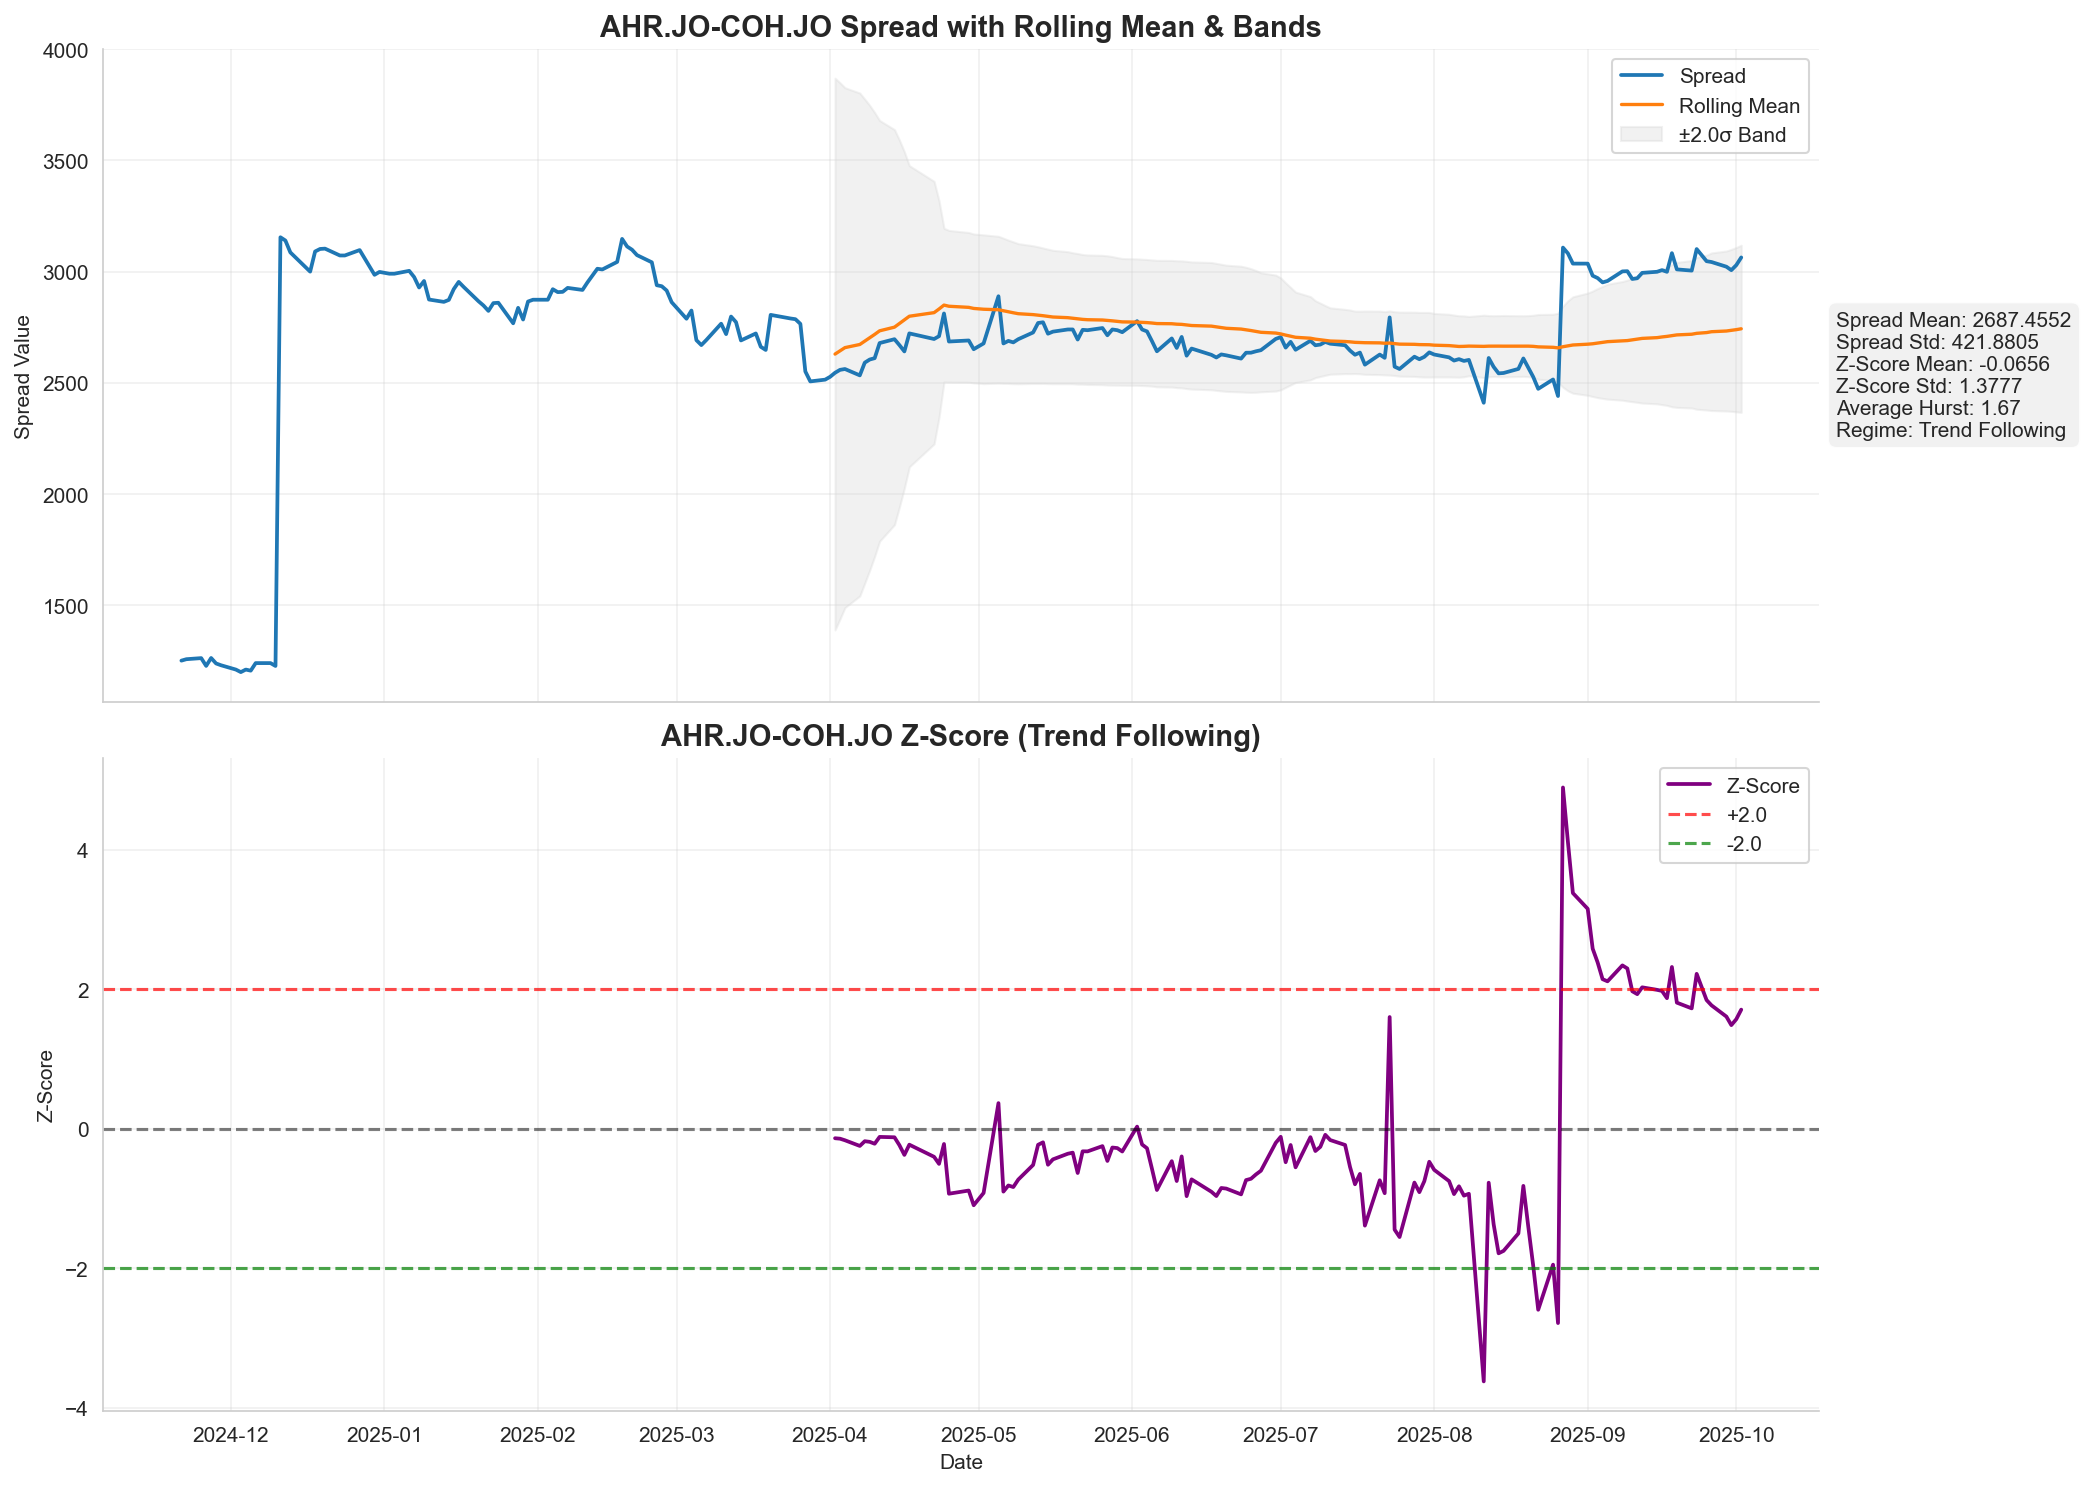 AHR.JO-COH.JO Spread with Rolling Mean & Bands
4000
3500
3000
2500
2000
1500
Spread Value
Spread
Rolling Mean
±2.0σ Band
Spread Mean: 2687.4552
Spread Std: 421.8805
Z-Score Mean: -0.0656
Z-Score Std: 1.3777
Average Hurst: 1.67
Regime: Trend Following
AHR.JO-COH.JO Z-Score (Trend Following)
4
2
0
−2
−4
Z-Score
Z-Score
+2.0
-2.0
2024-12
2025-01
2025-02
2025-03
2025-04
2025-05
2025-06
2025-07
2025-08
2025-09
2025-10
Date